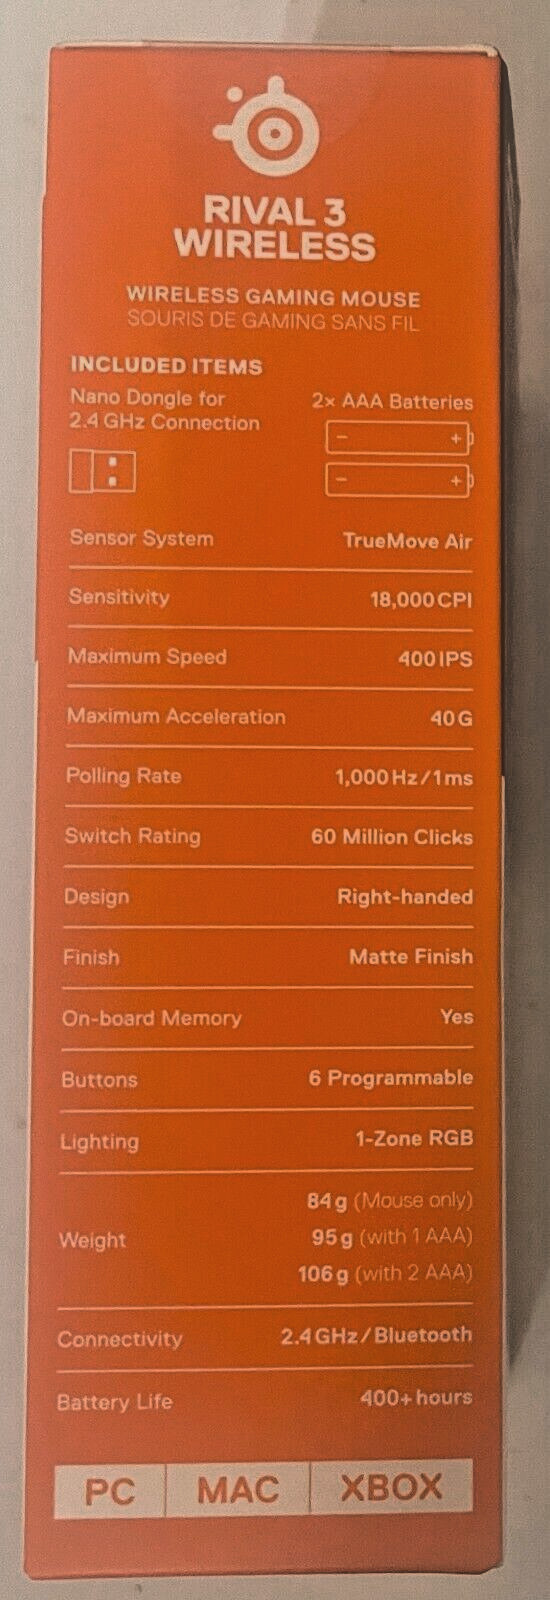 RIVAL 3
WIRELESS
WIRELESS GAMING MOUSE
SOURIS DE GAMING SANS FIL
INCLUDED ITEMS
Nano Dongle for
2.4 GHz Connection
2x AAA Batteries
- +
- +
Sensor System TrueMove Air
Sensitivity 18,000 CPI
Maximum Speed 400 IPS
Maximum Acceleration 40 G
Polling Rate 1,000 Hz / 1 ms
Switch Rating 60 Million Clicks
Design Right-handed
Finish Matte Finish
On-board Memory Yes
Buttons 6 Programmable
Lighting 1-Zone RGB
Weight
84 g (Mouse only)
95 g (with 1 AAA)
106 g (with 2 AAA)
Connectivity 2.4 GHz / Bluetooth
Battery Life 400+ hours
PC MAC XBOX